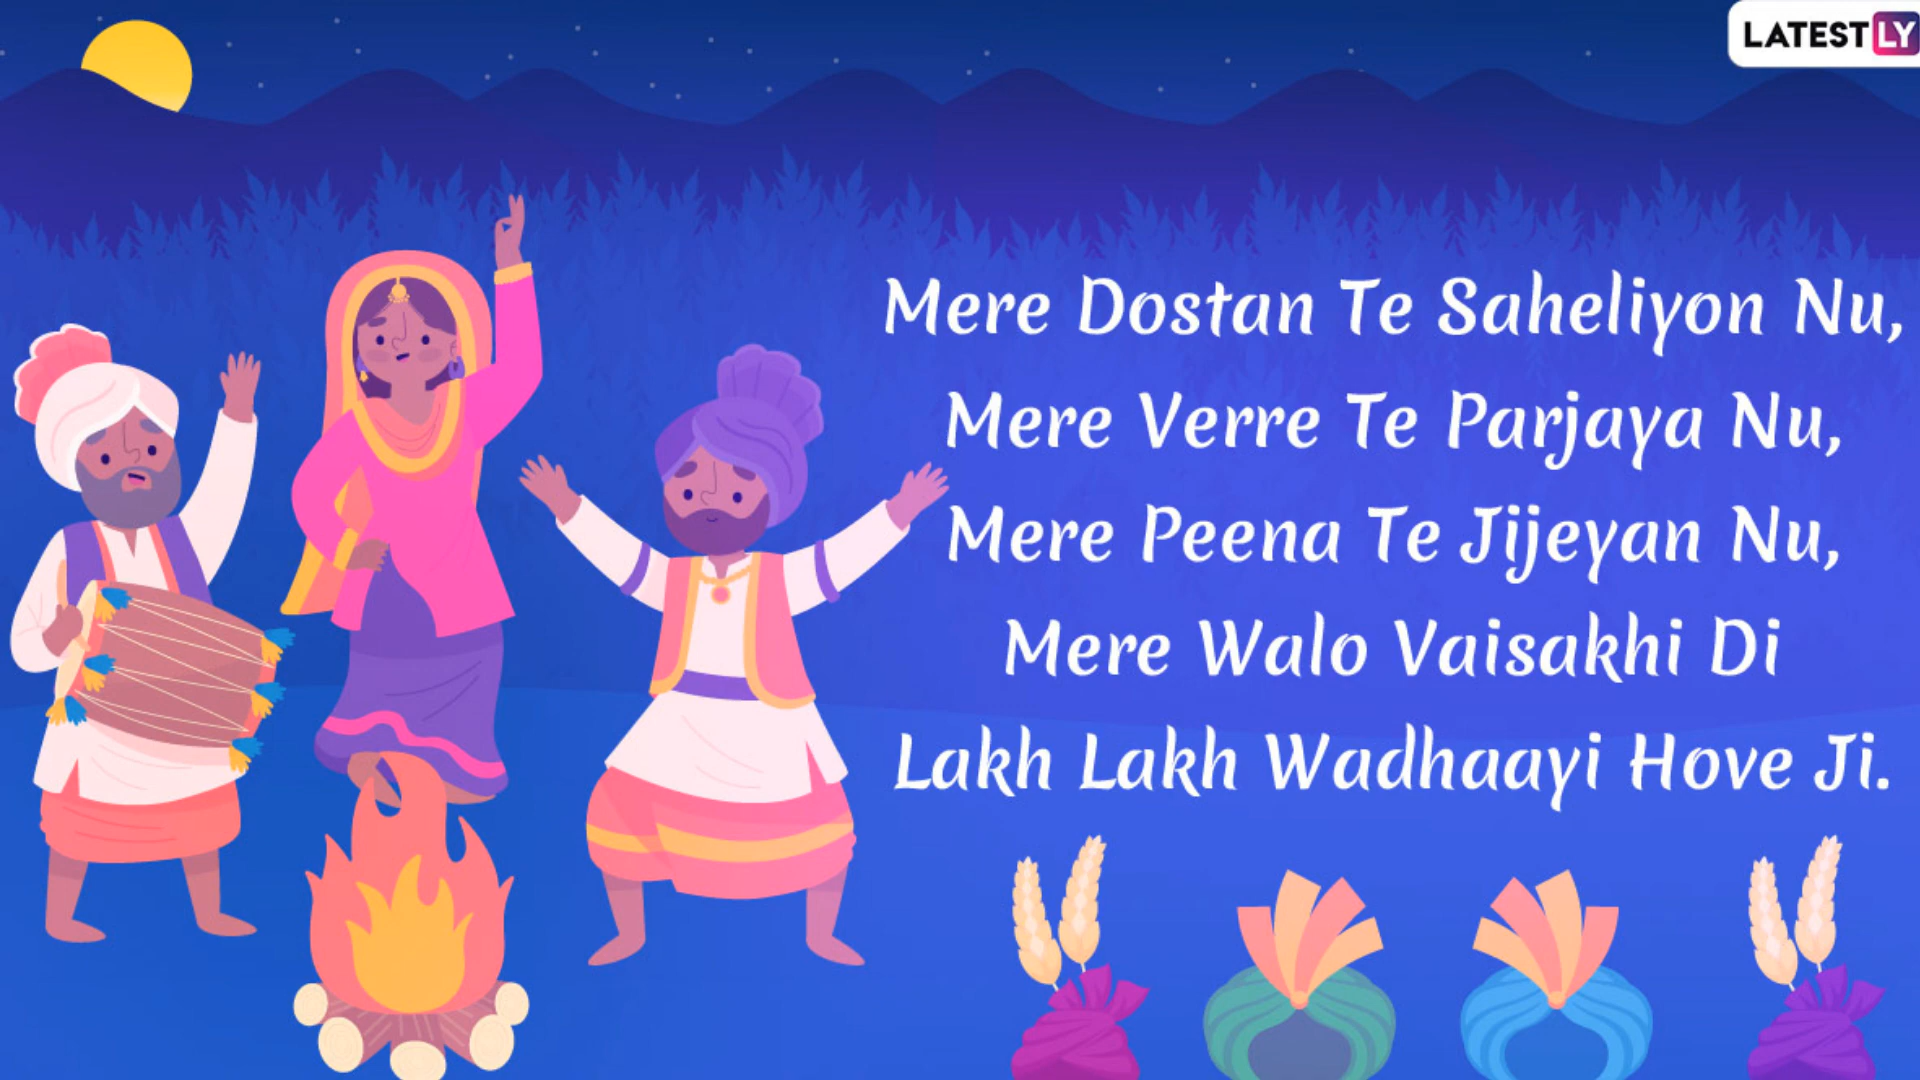 LATESTLY
Mere Dostan Te Saheliyon Nu,
Mere Verre Te Parjaya Nu,
Mere Peena Te Jijeyan Nu,
Mere Walo Vaisakhi Di
Lakh Lakh Wadhaayi Hove Ji.